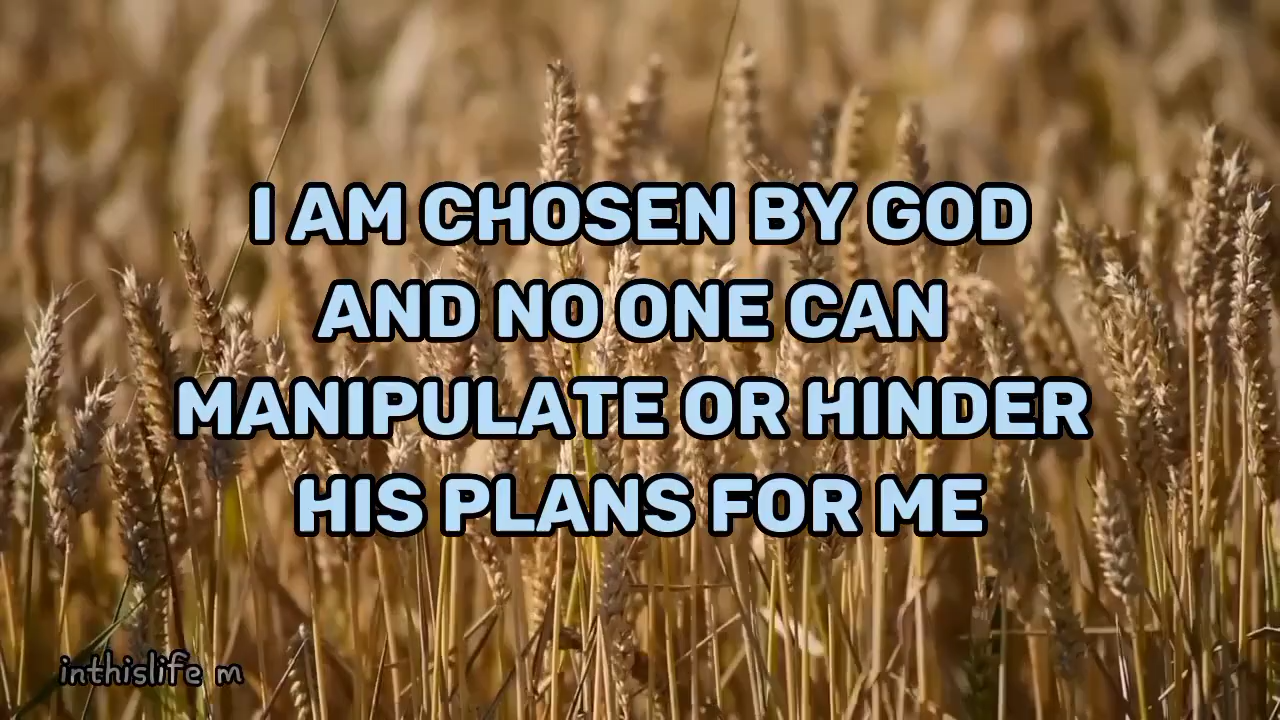 I AM CHOSEN BY GOD
AND NO ONE CAN
MANIPULATE OR HINDER
HIS PLANS FOR ME
inthislife m